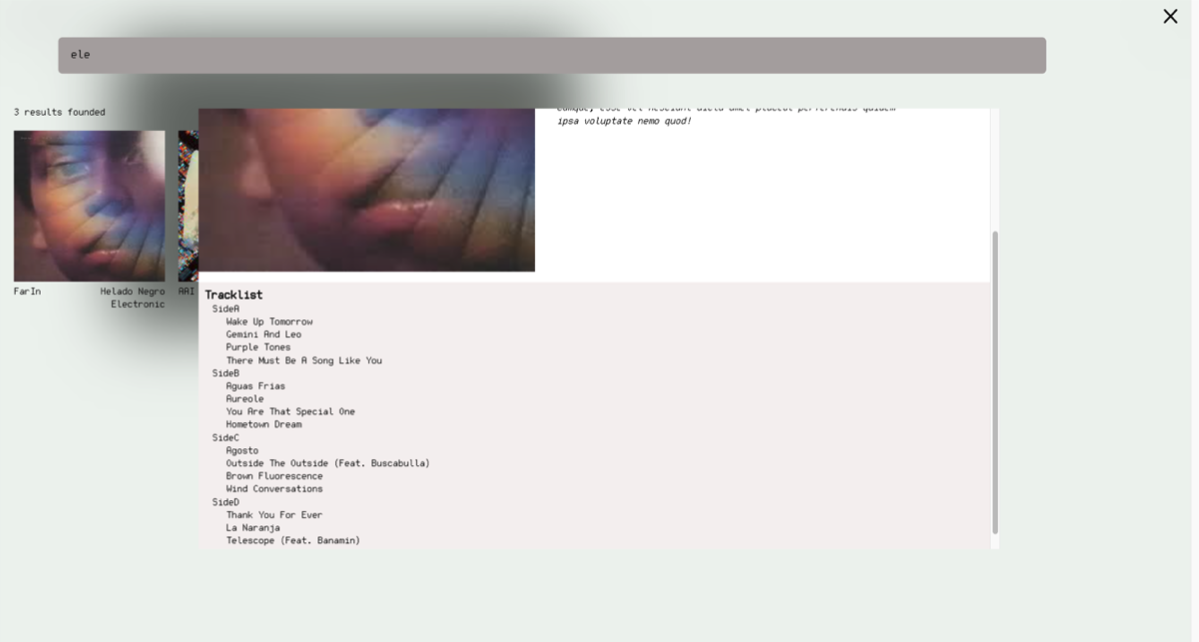 ele
3 results founded
FarIn
Helado Negro
Electronic
ARI
ipsa voluptate nemo quod!
Tracklist
SideA
Wake Up Tomorrow
Gemini And Leo
Purple Tones
There Must Be A Song Like You
SideB
Aguas Frias
Aureole
You Are That Special One
Hometown Dream
SideC
Agosto
Outside The Outside (Feat. Buscabulla)
Brown Fluorescence
Wind Conversations
SideD
Thank You For Ever
La Naranja
Telescope (Feat. Banamin)